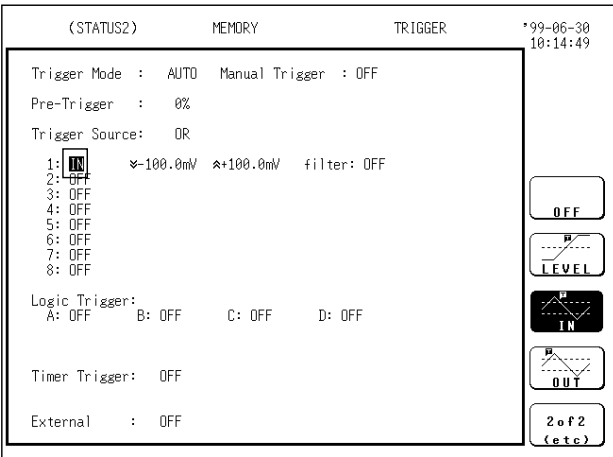 (STATUS2) MEMORY TRIGGER '99-06-30
10:14:49
Trigger Mode : AUTO Manual Trigger : OFF
Pre-Trigger : 0%
Trigger Source: OR
1: IN ⩔-100.0mV ⩓+100.0mV filter: OFF
2: OFF
3: OFF
4: OFF
5: OFF
6: OFF
7: OFF
8: OFF
Logic Trigger:
A: OFF B: OFF C: OFF D: OFF
Timer Trigger: OFF
External : OFF
OFF
T
LEVEL
T
IN
T
OUT
2of2
(etc)